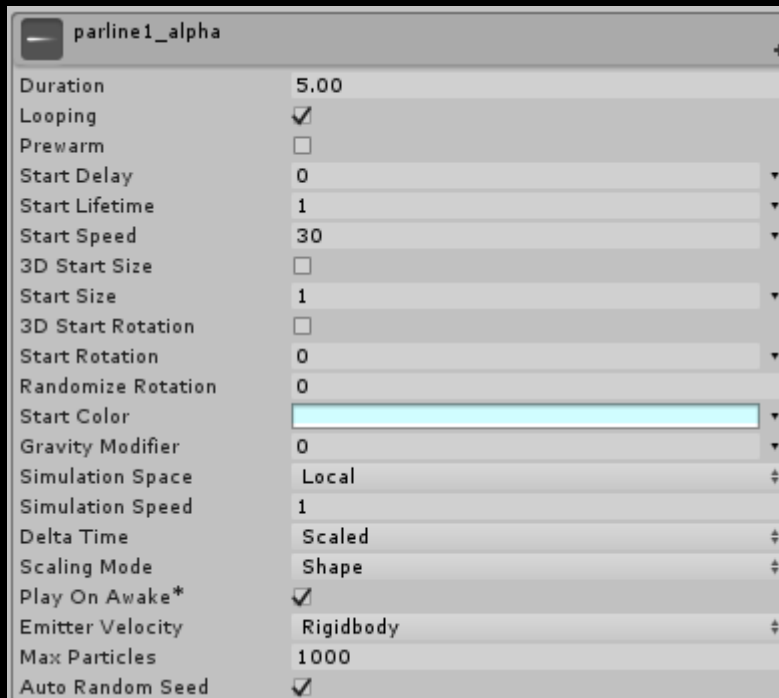 parline1_alpha
Duration 5.00
Looping
Prewarm
Start Delay 0
Start Lifetime 1
Start Speed 30
3D Start Size
Start Size 1
3D Start Rotation
Start Rotation 0
Randomize Rotation 0
Start Color
Gravity Modifier 0
Simulation Space Local
Simulation Speed 1
Delta Time Scaled
Scaling Mode Shape
Play On Awake*
Emitter Velocity Rigidbody
Max Particles 1000
Auto Random Seed